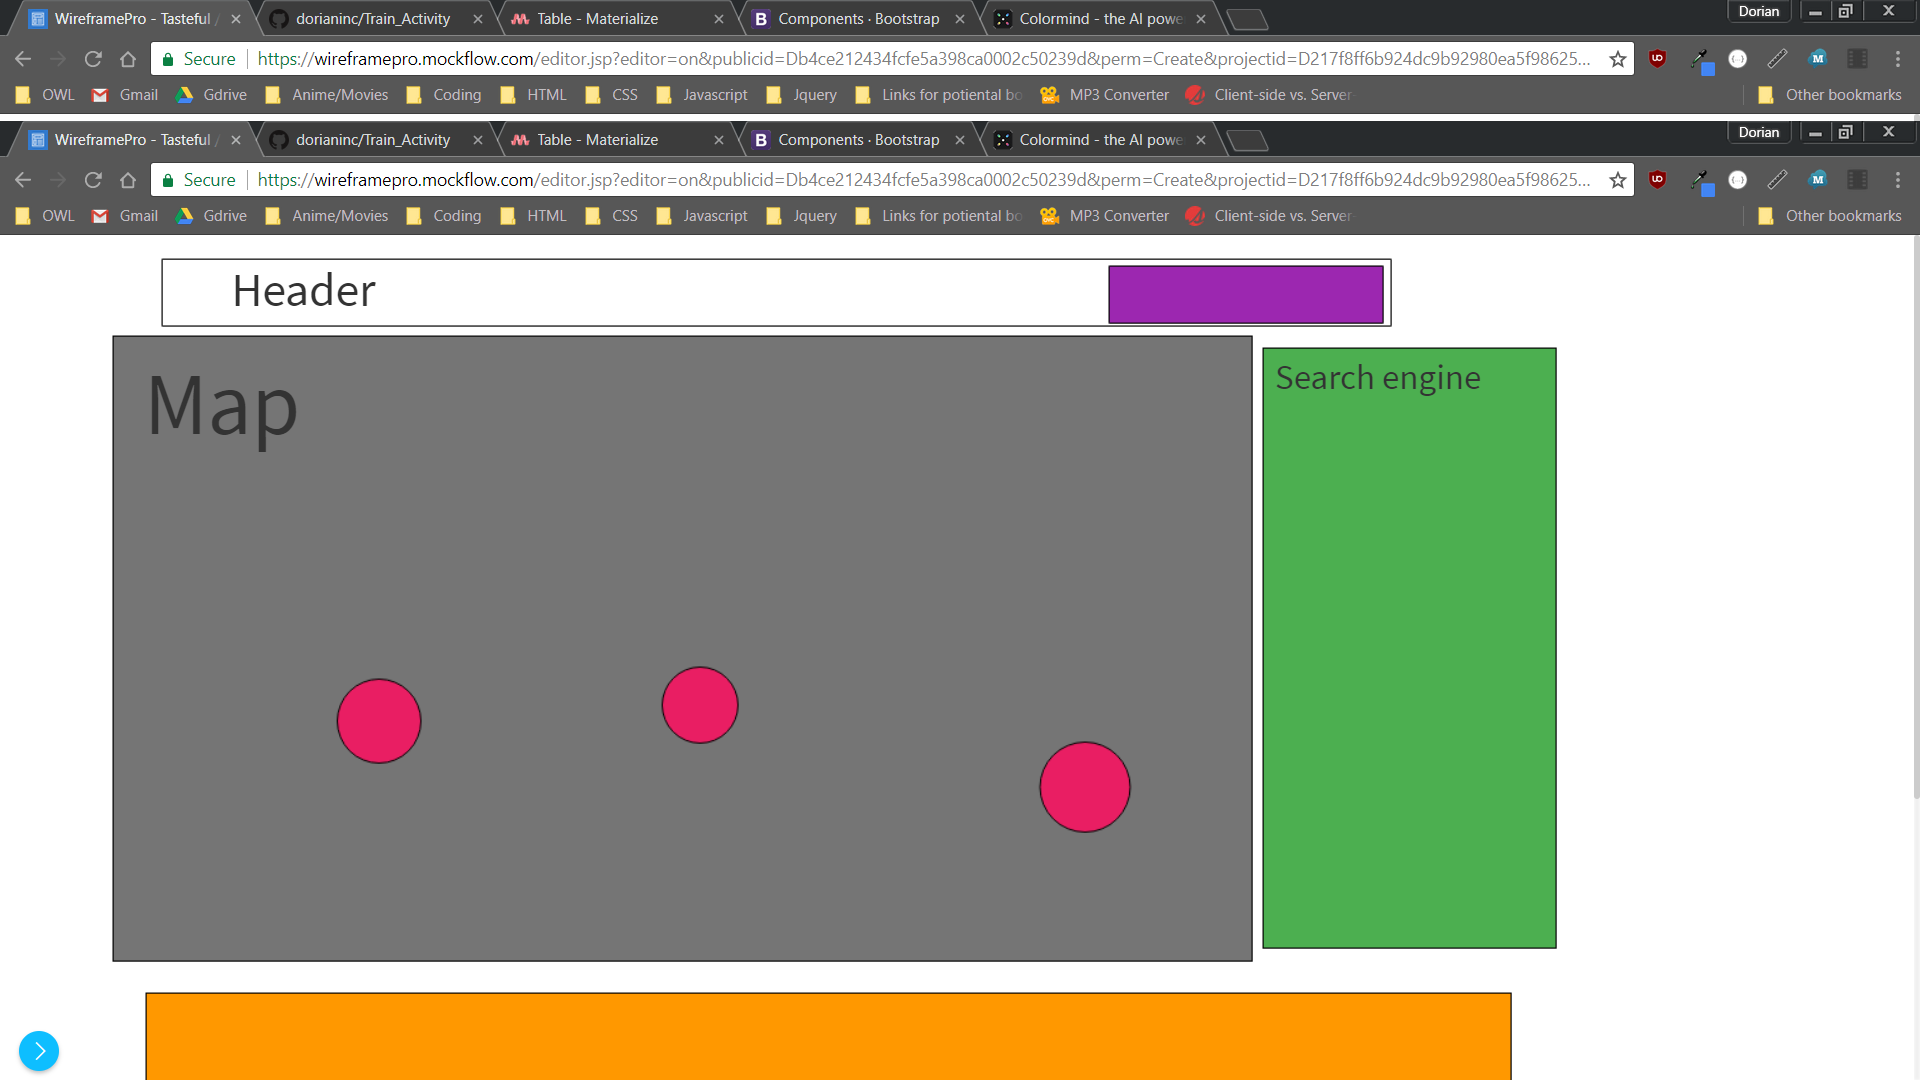 WireframePro - Tasteful / dorianinc/Train_Activity Table - Materialize Components · Bootstrap Colormind - the AI powe Dorian
Secure https://wireframepro.mockflow.com/editor.jsp?editor=on&publicid=Db4ce212434fcfe5a398ca0002c50239d&perm=Create&projectid=D217f8ff6b924dc9b92980ea5f98625...
OWL Gmail Gdrive Anime/Movies Coding HTML CSS Javascript Jquery Links for potiental bo MP3 Converter Client-side vs. Server- Other bookmarks
WireframePro - Tasteful / dorianinc/Train_Activity Table - Materialize Components · Bootstrap Colormind - the AI powe Dorian
Secure https://wireframepro.mockflow.com/editor.jsp?editor=on&publicid=Db4ce212434fcfe5a398ca0002c50239d&perm=Create&projectid=D217f8ff6b924dc9b92980ea5f98625...
OWL Gmail Gdrive Anime/Movies Coding HTML CSS Javascript Jquery Links for potiental bo MP3 Converter Client-side vs. Server- Other bookmarks
Header
Map
Search engine